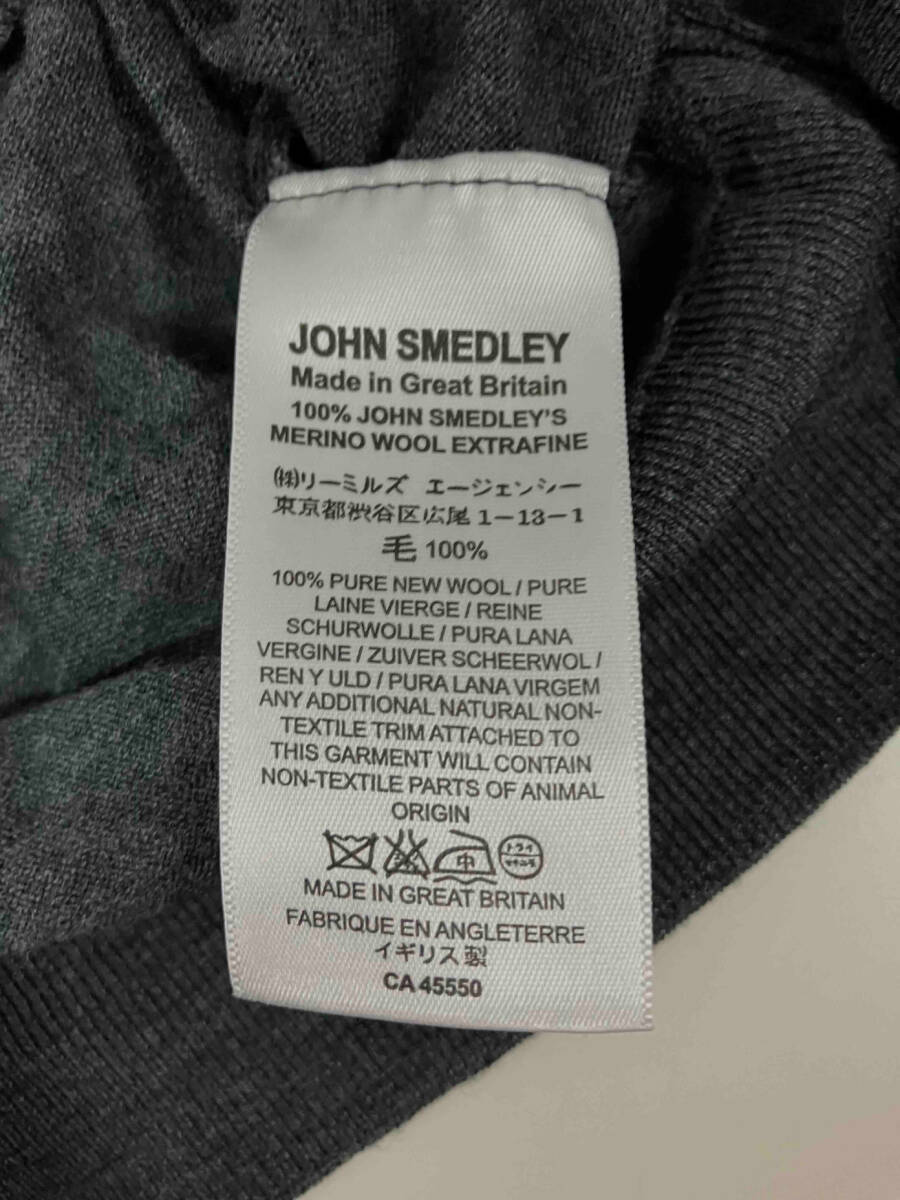 JOHN SMEDLEY
Made in Great Britain
100% JOHN SMEDLEY'S
MERINO WOOL EXTRAFINE
㈱リーミルズ エージェンシー
東京都渋谷区広尾1-13-1
毛 100%
100% PURE NEW WOOL / PURE
LAINE VIERGE / REINE
SCHURWOLLE / PURA LANA
VERGINE / ZUIVER SCHEERWOL /
REN Y ULD / PURA LANA VIRGEM
ANY ADDITIONAL NATURAL NON-
TEXTILE TRIM ATTACHED TO
THIS GARMENT WILL CONTAIN
NON-TEXTILE PARTS OF ANIMAL
ORIGIN
中 ドライ
MADE IN GREAT BRITAIN
FABRIQUE EN ANGLETERRE
イギリス製
CA 45550